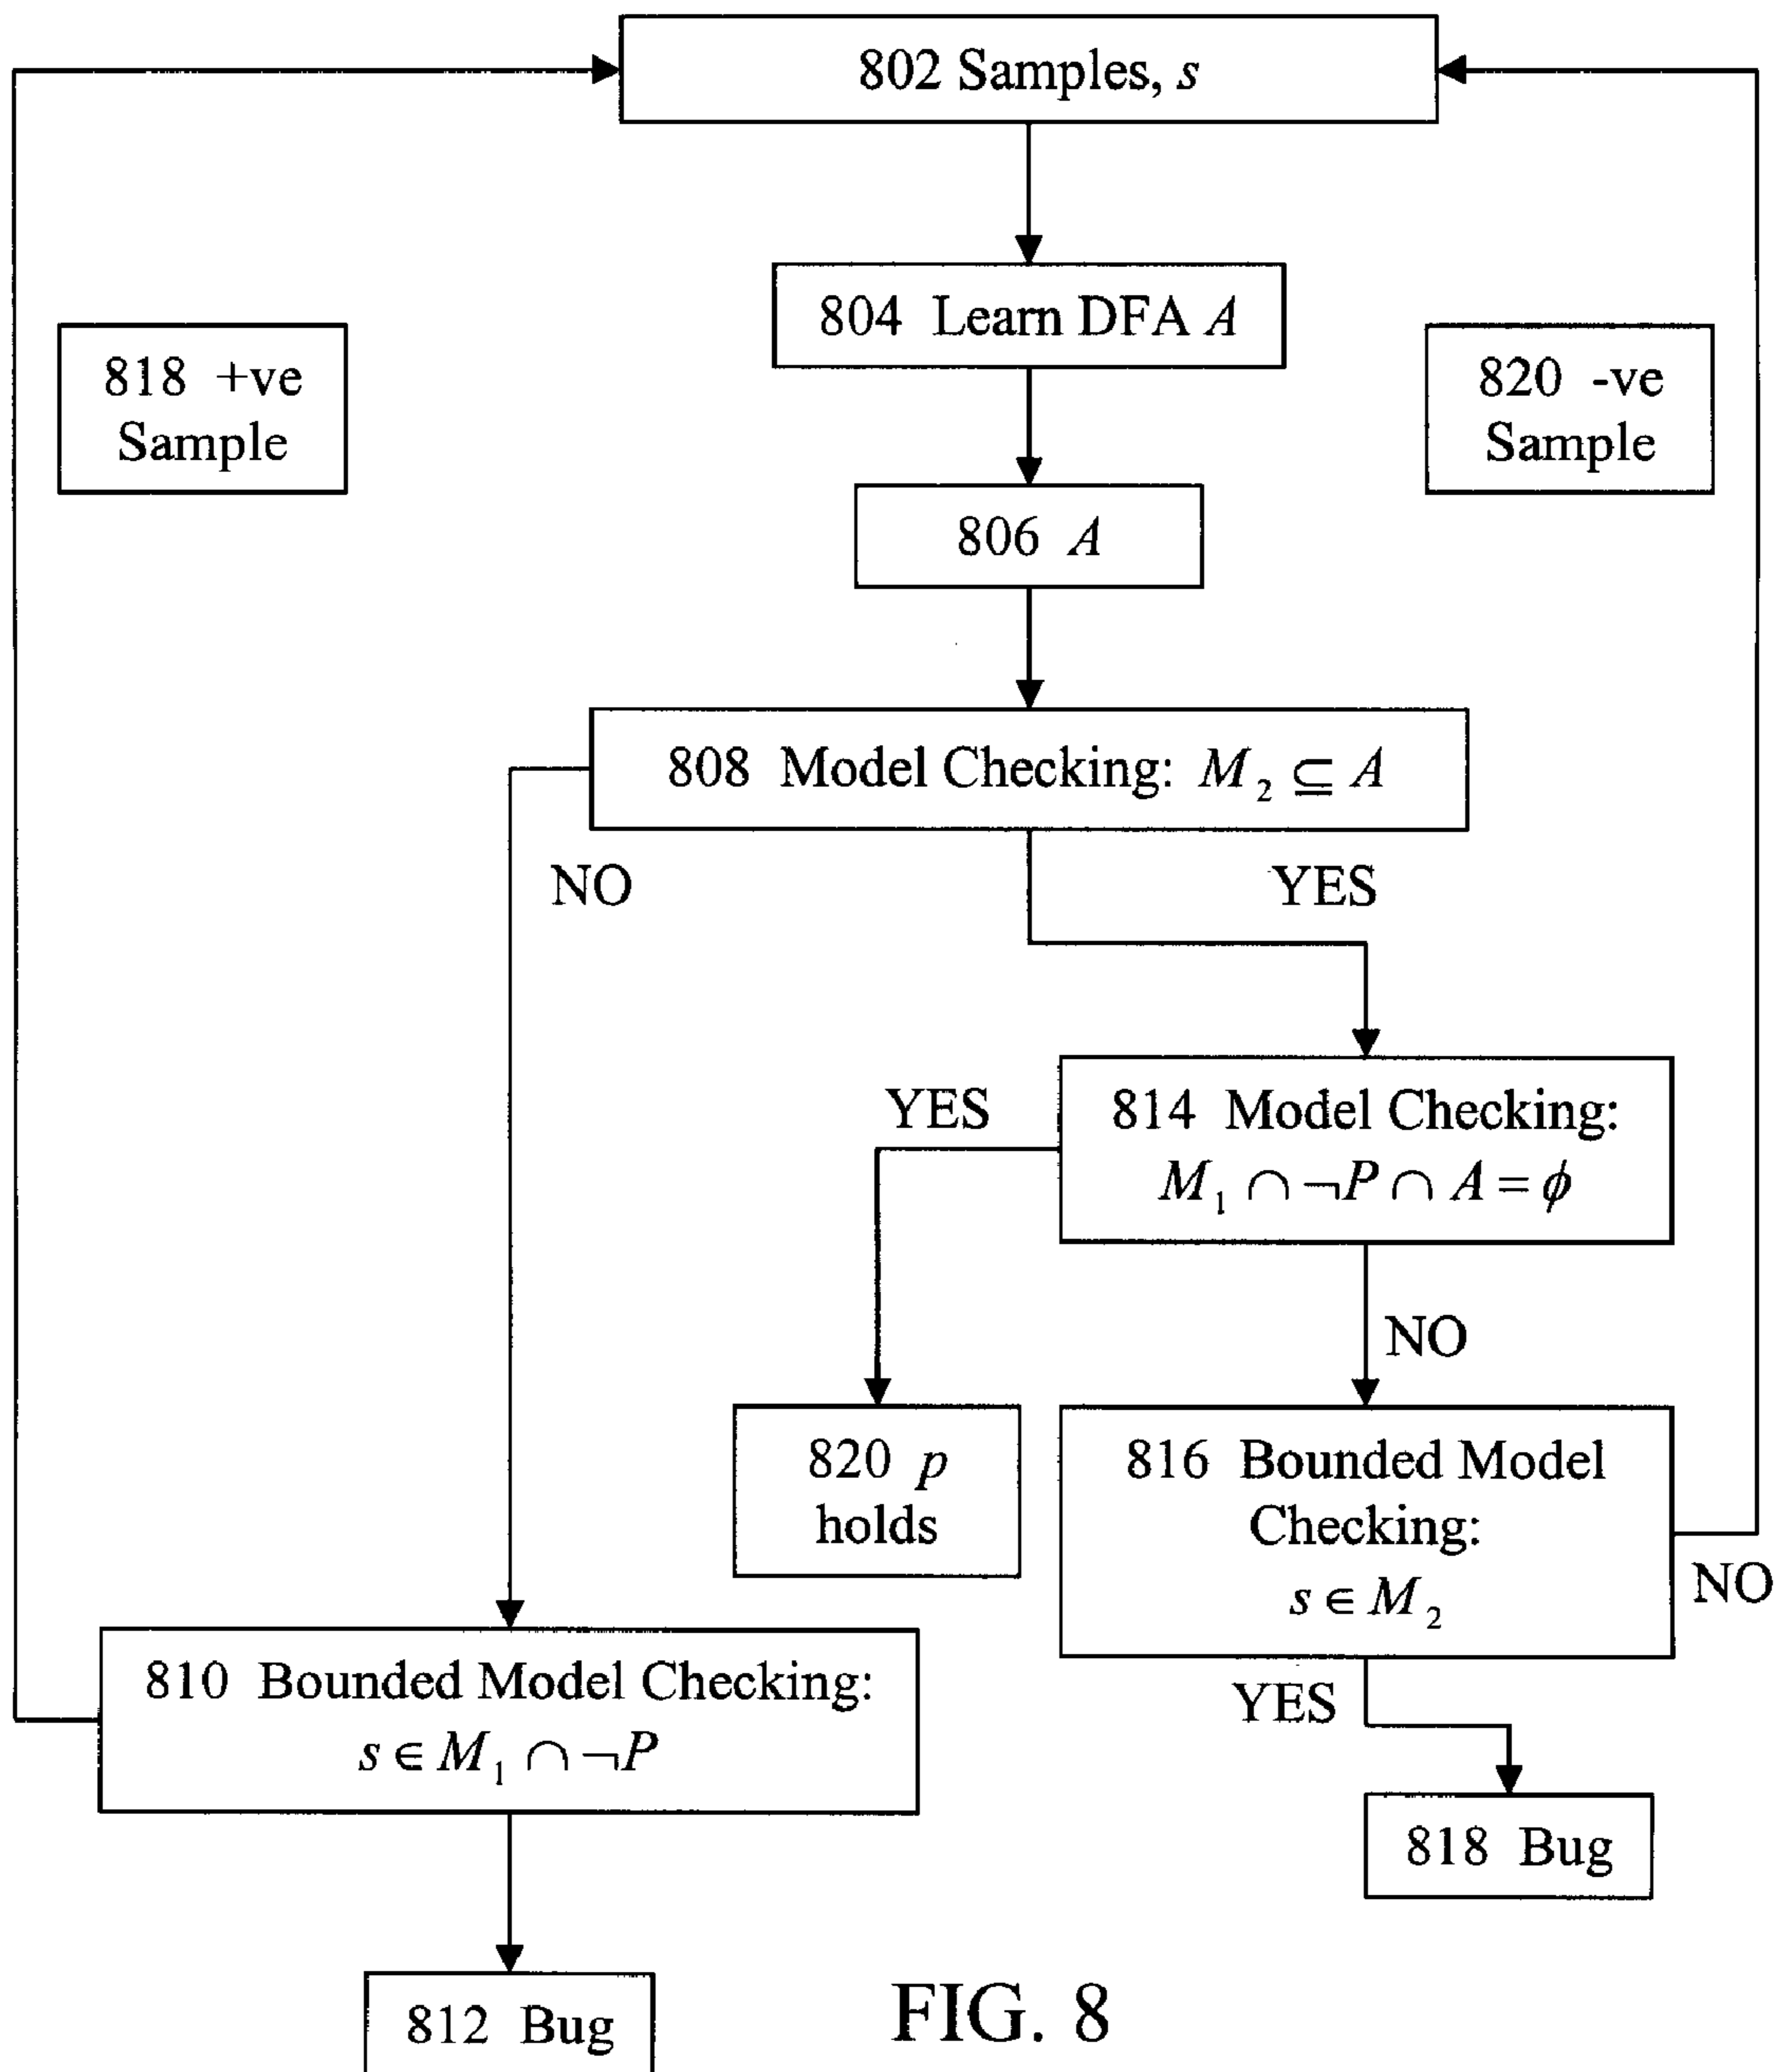 802 Samples, s
804 Learn DFA A
818 +ve
Sample
820 -ve
Sample
806 A
808 Model Checking: M₂ ⊆ A
NO
YES
YES
814 Model Checking:
M₁ ∩ ¬P ∩ A = ϕ
NO
820 p
holds
816 Bounded Model
Checking:
s ∈ M₂
NO
810 Bounded Model Checking:
s ∈ M₁ ∩ ¬P
YES
818 Bug
812 Bug
FIG. 8